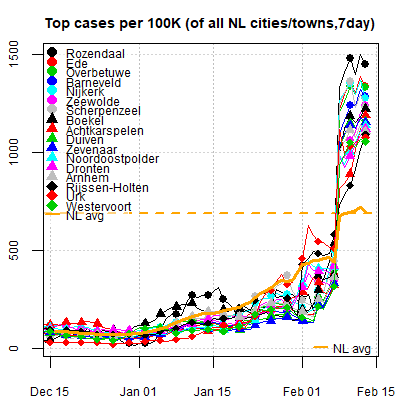 Top cases per 100K (of all NL cities/towns,7day)
1500
1000
500
0
Rozendaal
Ede
Overbetuwe
Barneveld
Nijkerk
Zeewolde
Scherpenzeel
Boekel
Achtkarspelen
Duiven
Zevenaar
Noordoostpolder
Dronten
Arnhem
Rijssen-Holten
Urk
Westervoort
NL avg
NL avg
Dec 15 Jan 01 Jan 15 Feb 01 Feb 15